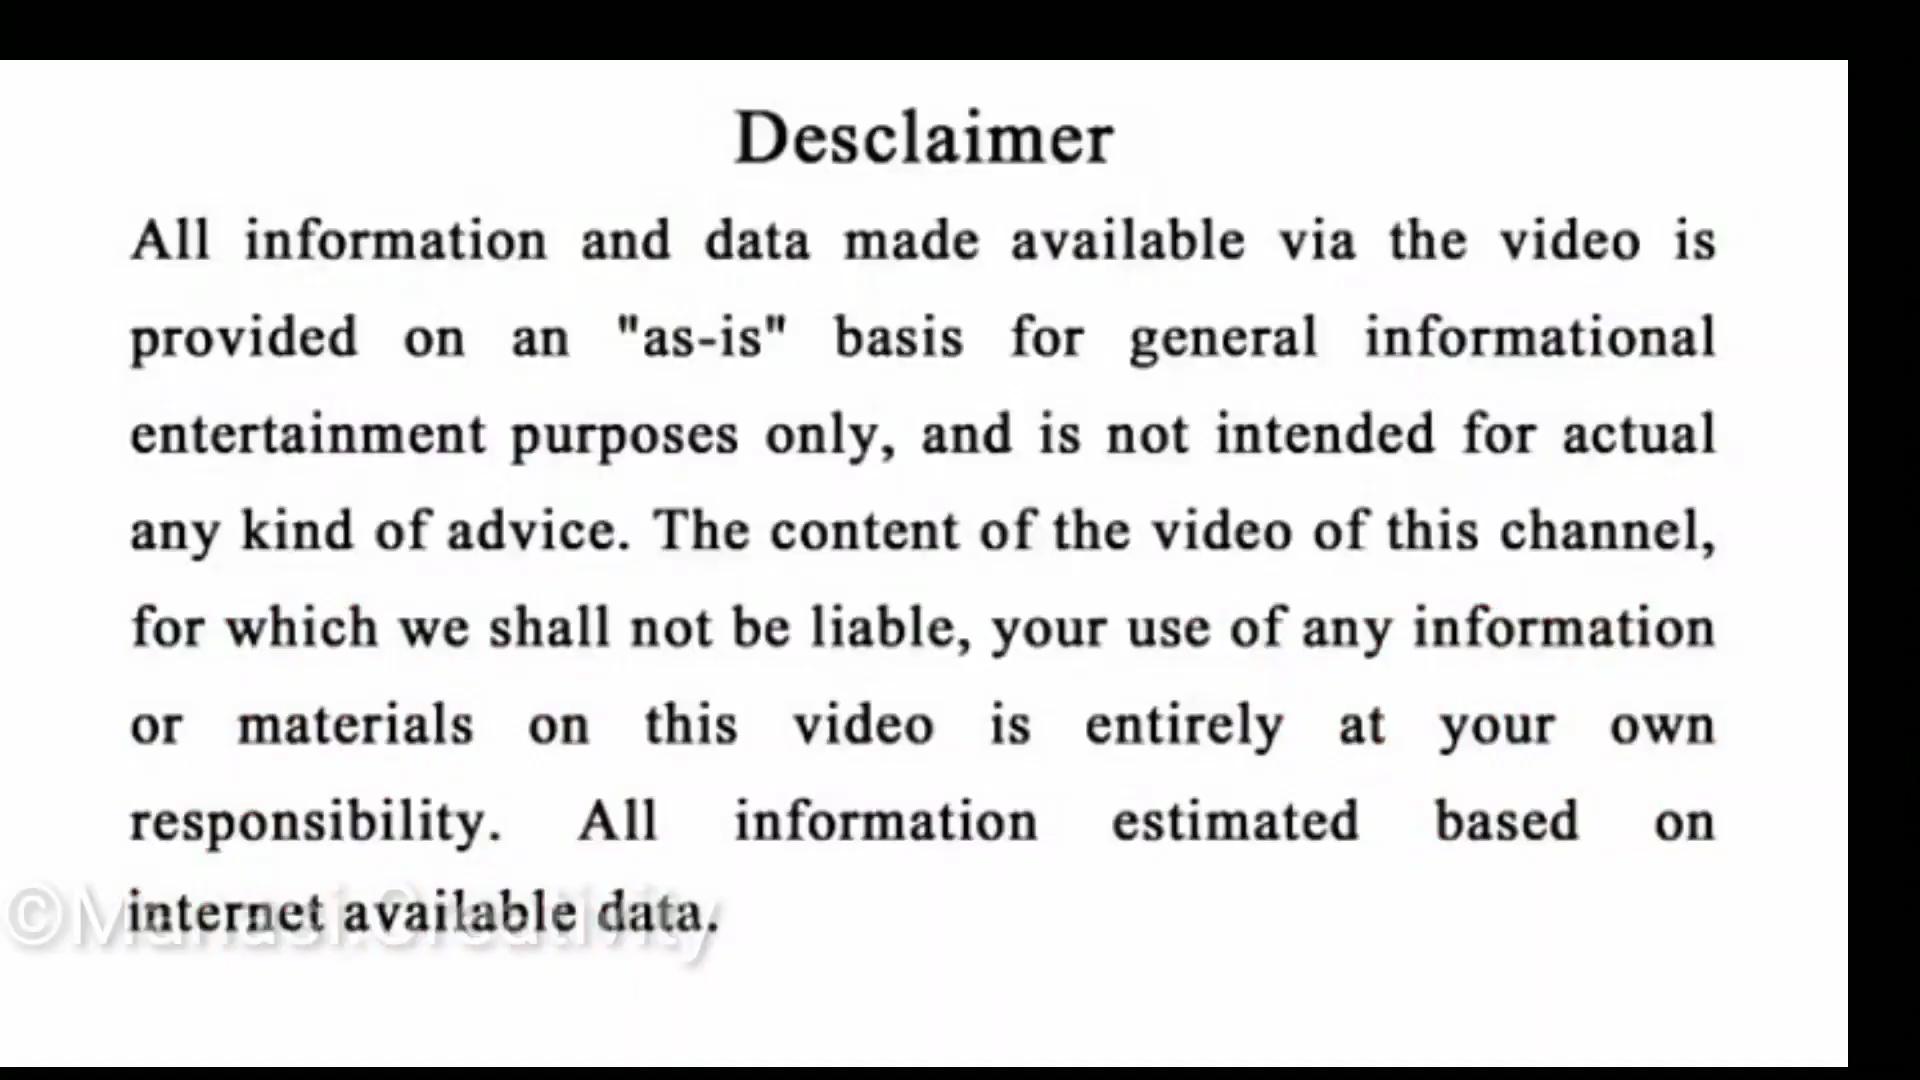 Desclaimer
All information and data made available via the video is
provided on an "as-is" basis for general informational
entertainment purposes only, and is not intended for actual
any kind of advice. The content of the video of this channel,
for which we shall not be liable, your use of any information
or materials on this video is entirely at your own
responsibility. All information estimated based on
internet available data.